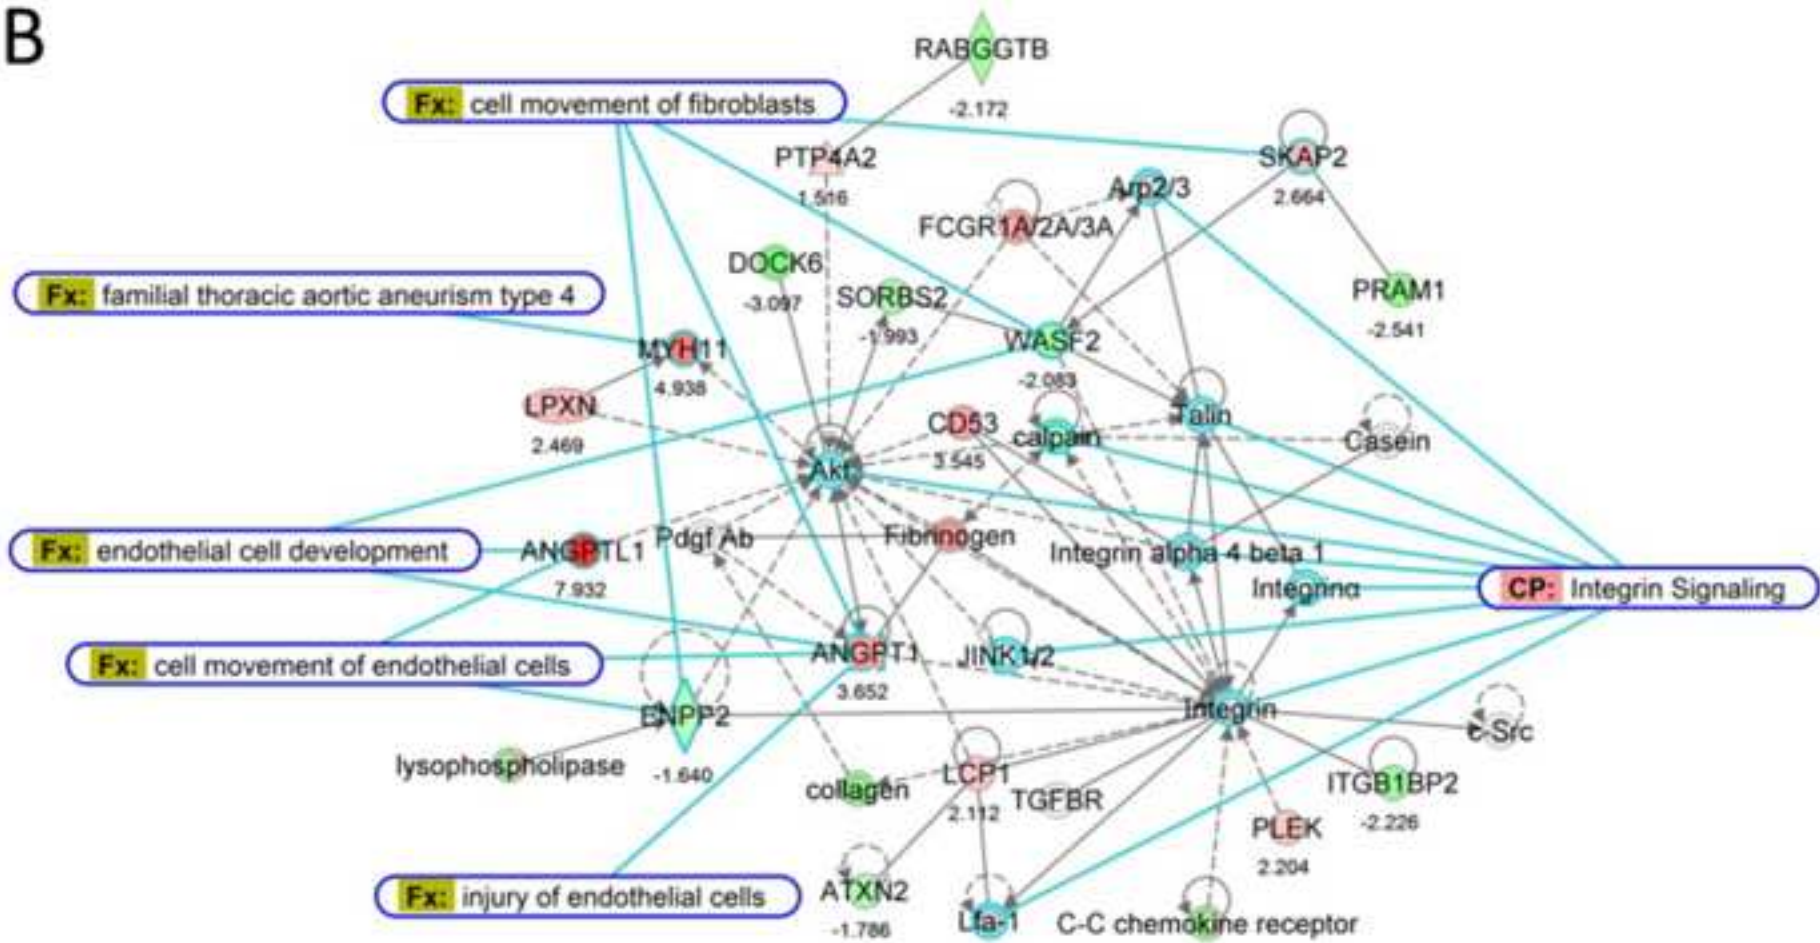 B
RABGGTB
-2.172
Fx: cell movement of fibroblasts
PTP4A2
1.516
SKAP2
2.664
Arp2/3
FCGR1A/2A/3A
DOCK6
-3.097
SORBS2
-1.993
PRAM1
-2.541
Fx: familial thoracic aortic aneurism type 4
MYH11
4.938
WASF2
-2.083
LPXN
2.469
CD53
3.545
calpain
Talin
Casein
Akt
Fx: endothelial cell development
ANGPTL1
7.932
Pdgf Ab
Fibrinogen
Integrin alpha 4 beta 1
Integrinα
CP: Integrin Signaling
Fx: cell movement of endothelial cells
ANGPT1
3.652
JINK1/2
ENPP2
-1.640
Integrin
c-Src
lysophospholipase
collagen
LCP1
2.112
TGFBR
ITGB1BP2
-2.226
PLEK
2.204
Fx: injury of endothelial cells
ATXN2
-1.786
Lfa-1
C-C chemokine receptor